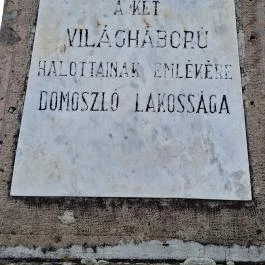 A KÉT
VILÁGHÁBORÚ
HALOTTAINAK EMLÉKÉRE
DOMOSZLÓ LAKOSSÁGA